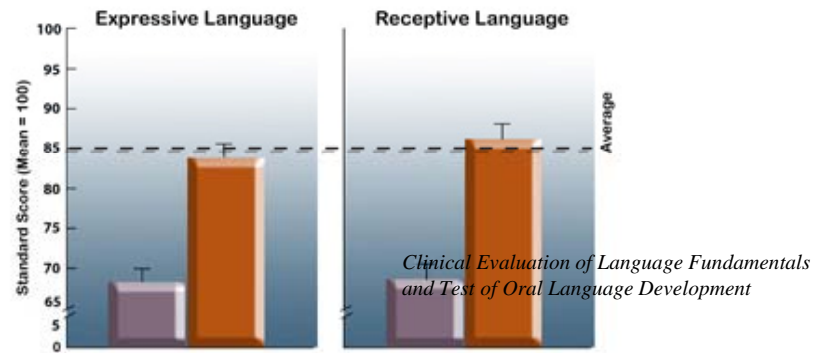 Expressive Language
Receptive Language
Standard Score (Mean = 100)
100
95
90
85
80
75
70
65
5
0
Average
Clinical Evaluation of Language Fundamentals
and Test of Oral Language Development